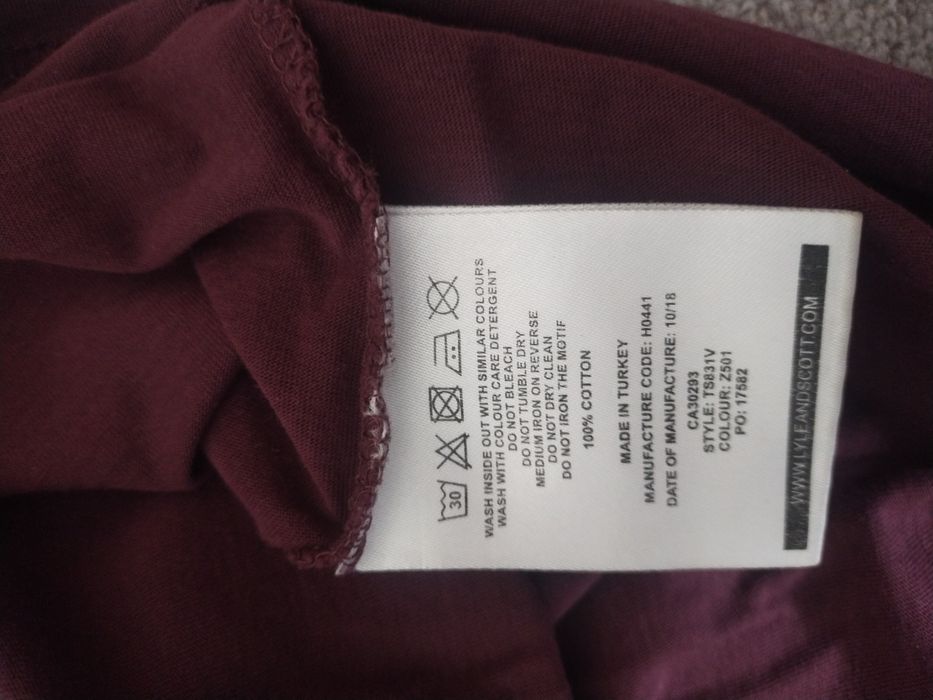 30
WASH INSIDE OUT WITH SIMILAR COLOURS
WASH WITH COLOUR CARE DETERGENT
DO NOT BLEACH
DO NOT TUMBLE DRY
MEDIUM IRON ON REVERSE
DO NOT DRY CLEAN
DO NOT IRON THE MOTIF
100% COTTON
MADE IN TURKEY
MANUFACTURE CODE: H0441
DATE OF MANUFACTURE: 10/18
CA30293
STYLE: TS831V
COLOUR: Z501
PO: 17582
WWW.LYLEANDSCOTT.COM